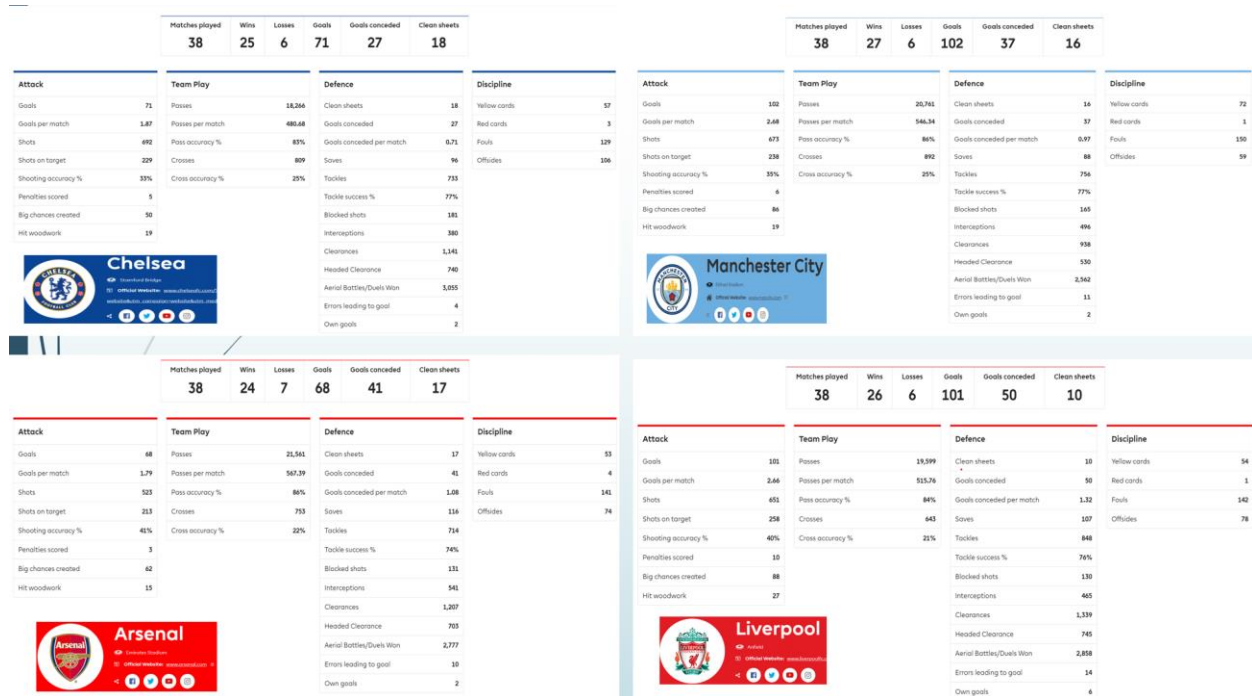 Matches played Wins Losses Goals Goals conceded Clean sheets
38 25 6 71 27 18
Attack
Goals 71
Goals per match 1.87
Shots 692
Shots on target 229
Shooting accuracy % 33%
Penalties scored 5
Big chances created 50
Hit woodwork 19
Team Play
Passes 18,266
Passes per match 480.68
Pass accuracy % 83%
Crosses 809
Cross accuracy % 25%
Defence
Clean sheets 18
Goals conceded 27
Goals conceded per match 0.71
Saves 96
Tackles 733
Tackle success % 77%
Blocked shots 181
Interceptions 380
Clearances 1,141
Headed Clearance 740
Aerial Battles/Duels Won 3,055
Errors leading to goal 4
Own goals 2
Discipline
Yellow cards 57
Red cards 3
Fouls 129
Offsides 106
CHELSEA
FOOTBALL CLUB
Chelsea
Stamford Bridge
Official Website:
Matches played Wins Losses Goals Goals conceded Clean sheets
38 27 6 102 37 16
Attack
Goals 102
Goals per match 2.68
Shots 673
Shots on target 238
Shooting accuracy % 35%
Penalties scored 6
Big chances created 86
Hit woodwork 19
Team Play
Passes 20,761
Passes per match 546.34
Pass accuracy % 86%
Crosses 892
Cross accuracy % 25%
Defence
Clean sheets 16
Goals conceded 37
Goals conceded per match 0.97
Saves 88
Tackles 756
Tackle success % 77%
Blocked shots 165
Interceptions 496
Clearances 938
Headed Clearance 530
Aerial Battles/Duels Won 2,562
Errors leading to goal 11
Own goals 2
Discipline
Yellow cards 72
Red cards 1
Fouls 150
Offsides 59
MANCHESTER
CITY
Manchester City
Etihad Stadium
Official Website:
Matches played Wins Losses Goals Goals conceded Clean sheets
38 24 7 68 41 17
Attack
Goals 68
Goals per match 1.79
Shots 523
Shots on target 213
Shooting accuracy % 41%
Penalties scored 3
Big chances created 62
Hit woodwork 15
Team Play
Passes 21,561
Passes per match 567.39
Pass accuracy % 86%
Crosses 753
Cross accuracy % 22%
Defence
Clean sheets 17
Goals conceded 41
Goals conceded per match 1.08
Saves 116
Tackles 714
Tackle success % 74%
Blocked shots 131
Interceptions 541
Clearances 1,207
Headed Clearance 703
Aerial Battles/Duels Won 2,777
Errors leading to goal 10
Own goals 2
Discipline
Yellow cards 53
Red cards 4
Fouls 141
Offsides 74
Arsenal
Arsenal
Emirates Stadium
Official Website: www.arsenal.com
Matches played Wins Losses Goals Goals conceded Clean sheets
38 26 6 101 50 10
Attack
Goals 101
Goals per match 2.66
Shots 651
Shots on target 258
Shooting accuracy % 40%
Penalties scored 10
Big chances created 88
Hit woodwork 27
Team Play
Passes 19,599
Passes per match 515.76
Pass accuracy % 84%
Crosses 643
Cross accuracy % 21%
Defence
Clean sheets 10
Goals conceded 50
Goals conceded per match 1.32
Saves 107
Tackles 848
Tackle success % 76%
Blocked shots 130
Interceptions 465
Clearances 1,339
Headed Clearance 745
Aerial Battles/Duels Won 2,858
Errors leading to goal 14
Own goals 6
Discipline
Yellow cards 54
Red cards 1
Fouls 142
Offsides 78
Liverpool
Anfield
Official Website: